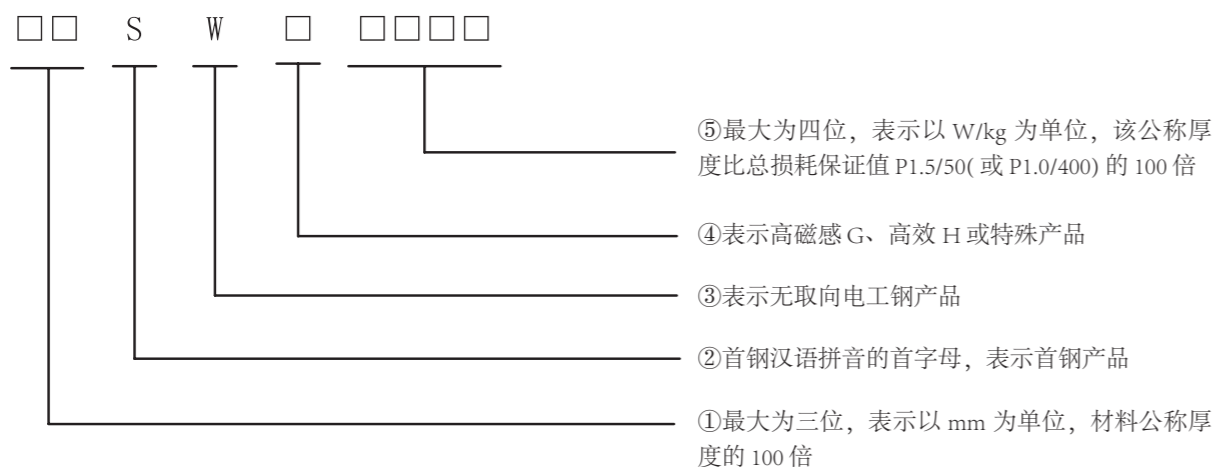 □□ S W □ □□□□
⑤最大为四位，表示以 W/kg 为单位，该公称厚
度比总损耗保证值 P1.5/50( 或 P1.0/400) 的 100 倍
④表示高磁感 G、高效 H 或特殊产品
③表示无取向电工钢产品
②首钢汉语拼音的首字母，表示首钢产品
①最大为三位，表示以 mm 为单位，材料公称厚
度的 100 倍